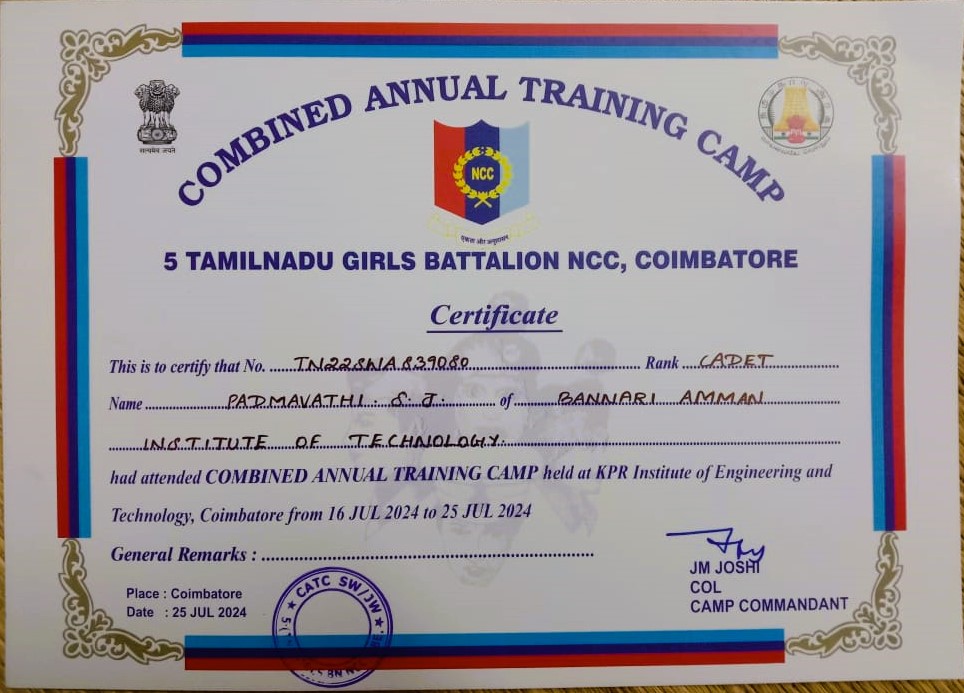 COMBINED ANNUAL TRAINING CAMP
सत्यमेव जयते
NCC
एकता और अनुशासन
5 TAMILNADU GIRLS BATTALION NCC, COIMBATORE
Certificate
This is to certify that No. TN22SWA839080 Rank CADET
Name PADMAVATHI. S. J. of BANNARI AMMAN
INSTITUTE OF TECHNOLOGY.
had attended COMBINED ANNUAL TRAINING CAMP held at KPR Institute of Engineering and
Technology, Coimbatore from 16 JUL 2024 to 25 JUL 2024
General Remarks :
JM JOSHI
COL
CAMP COMMANDANT
Place : Coimbatore
Date : 25 JUL 2024
CATC SW/JW